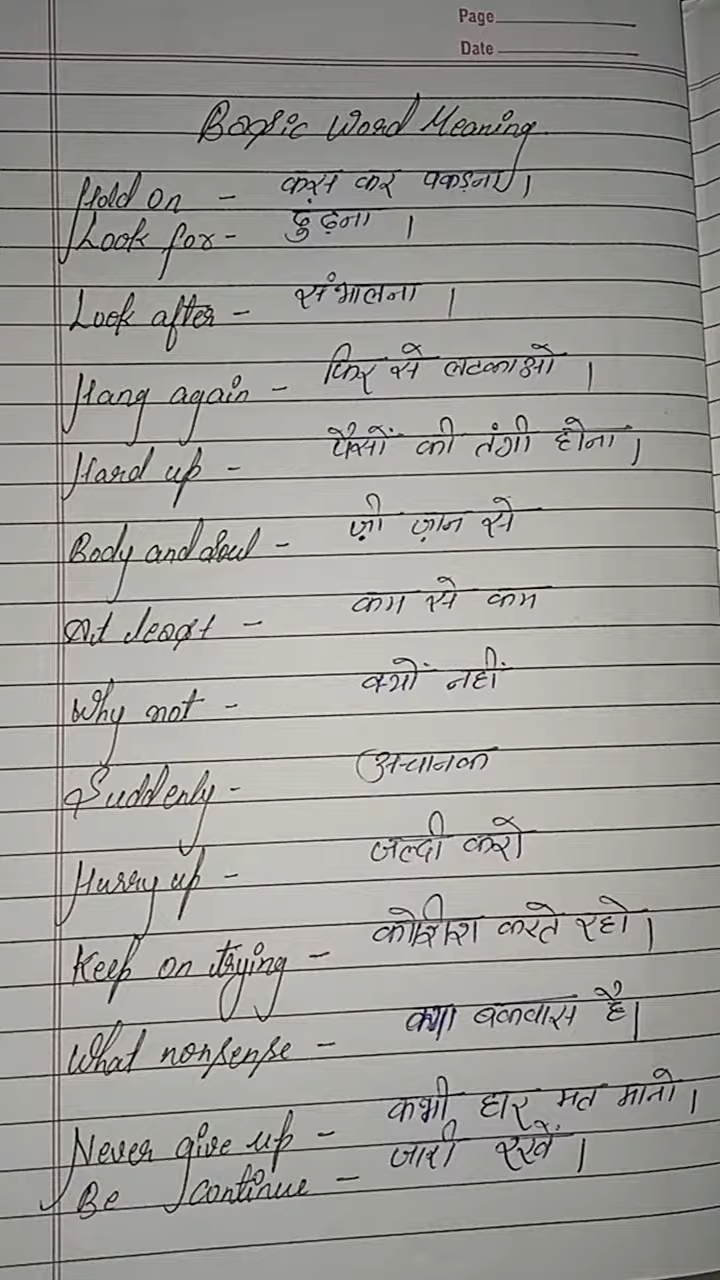 Page
Date
Basic Word Meaning
Hold on - कस कर पकड़ना।
Look for - ढुढ़ना ।
Look after - संभालना ।
Hang again - फिर से लटकाओ ।
Hard up - पैसों की तंगी होना।
Body and soul - ज़ी ज़ान से
At least - कम से कम
Why not - क्यों नहीं
Suddenly - अचानक
Hurry up - जल्दी करो
Keep on trying - कोशिश करते रहो ।
What nonsense - क्या बकवास है।
Never give up - कभी हार मत मानो ।
Be continue - जारी रखें ।